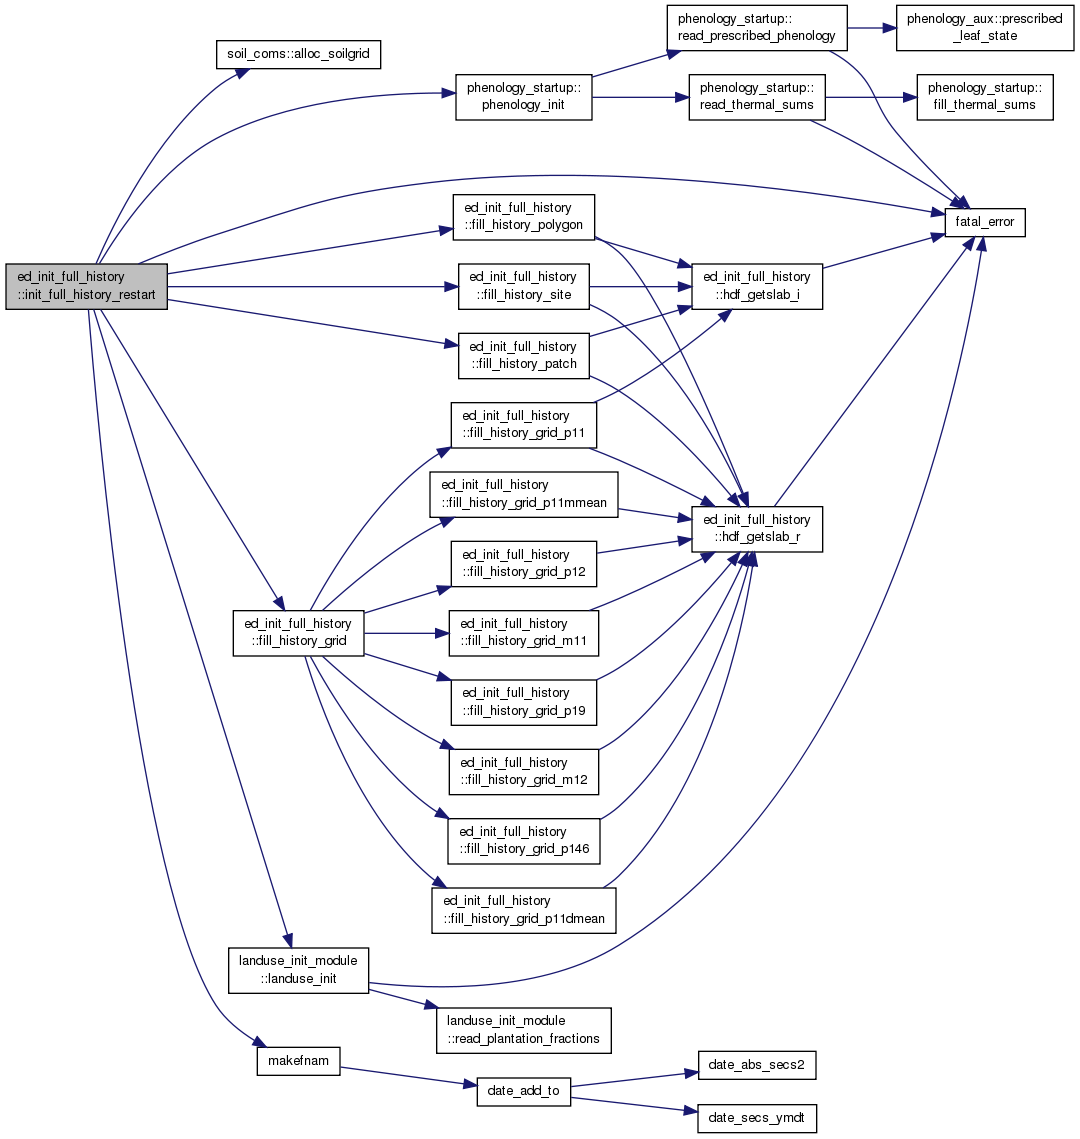 phenology_startup::
read_prescribed_phenology
phenology_aux::prescribed
_leaf_state
soil_coms::alloc_soilgrid
phenology_startup::
phenology_init
phenology_startup::
read_thermal_sums
phenology_startup::
fill_thermal_sums
ed_init_full_history
::fill_history_polygon
fatal_error
ed_init_full_history
::init_full_history_restart
ed_init_full_history
::fill_history_site
ed_init_full_history
::hdf_getslab_i
ed_init_full_history
::fill_history_patch
ed_init_full_history
::fill_history_grid_p11
ed_init_full_history
::fill_history_grid_p11mmean
ed_init_full_history
::hdf_getslab_r
ed_init_full_history
::fill_history_grid_p12
ed_init_full_history
::fill_history_grid
ed_init_full_history
::fill_history_grid_m11
ed_init_full_history
::fill_history_grid_p19
ed_init_full_history
::fill_history_grid_m12
ed_init_full_history
::fill_history_grid_p146
ed_init_full_history
::fill_history_grid_p11dmean
landuse_init_module
::landuse_init
landuse_init_module
::read_plantation_fractions
makefnam
date_add_to
date_abs_secs2
date_secs_ymdt